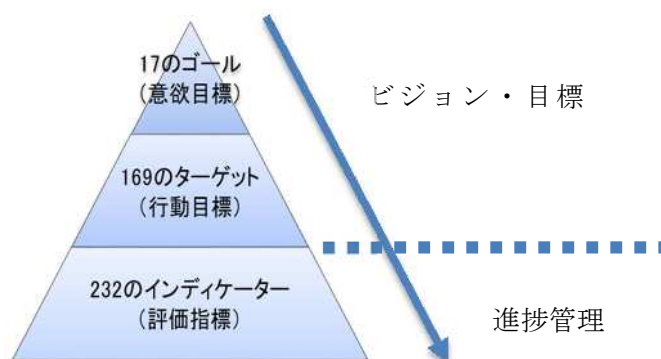 17のゴール
(意欲目標)
ビジョン・目標
169のターゲット
(行動目標)
232のインディケーター
(評価指標)
進捗管理